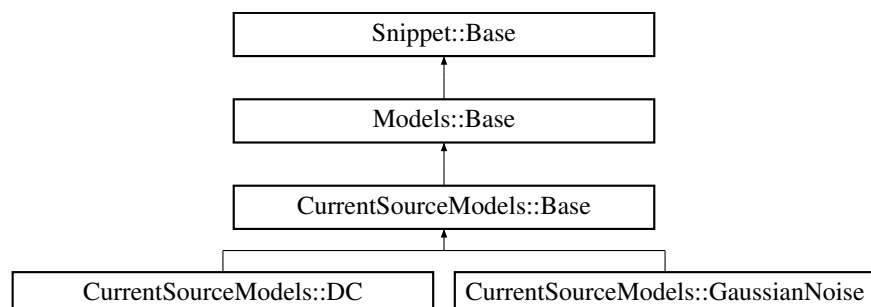 Snippet::Base
Models::Base
CurrentSourceModels::Base
CurrentSourceModels::DC
CurrentSourceModels::GaussianNoise